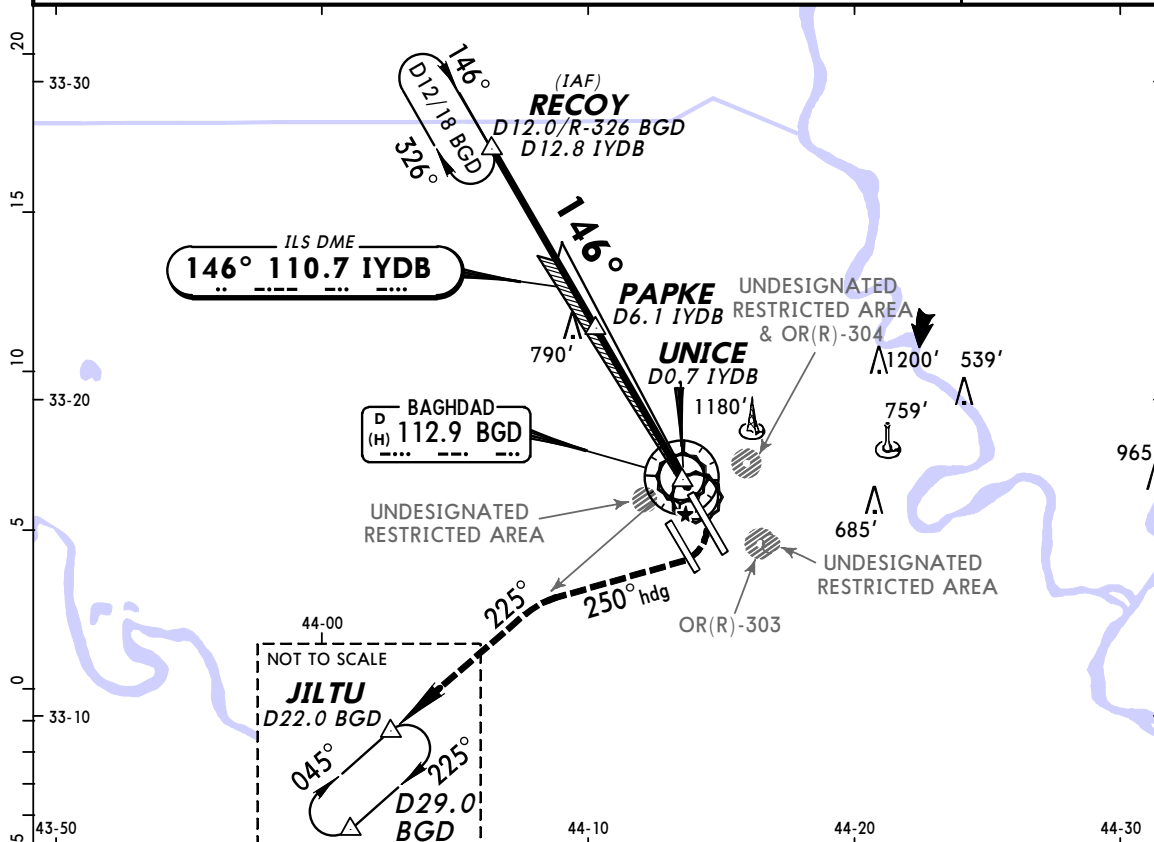 20
33-30
146°
D12/18 BGD
326°
(IAF)
RECOY
D12.0/R-326 BGD
D12.8 IYDB
15
146°
ILS DME
146° 110.7 IYDB
PAPKE
D6.1 IYDB
UNDESIGNATED
RESTRICTED AREA
& OR(R)-304
790'
UNICE
D0.7 IYDB
1200'
539'
10
33-20
1180'
759'
BAGHDAD
D
(H) 112.9 BGD
965
UNDESIGNATED
RESTRICTED AREA
685'
5
UNDESIGNATED
RESTRICTED AREA
OR(R)-303
250° hdg
225°
44-00
NOT TO SCALE
JILTU
D22.0 BGD
0
33-10
045°
225°
D29.0
BGD
5
43-50
44-10
44-20
44-30